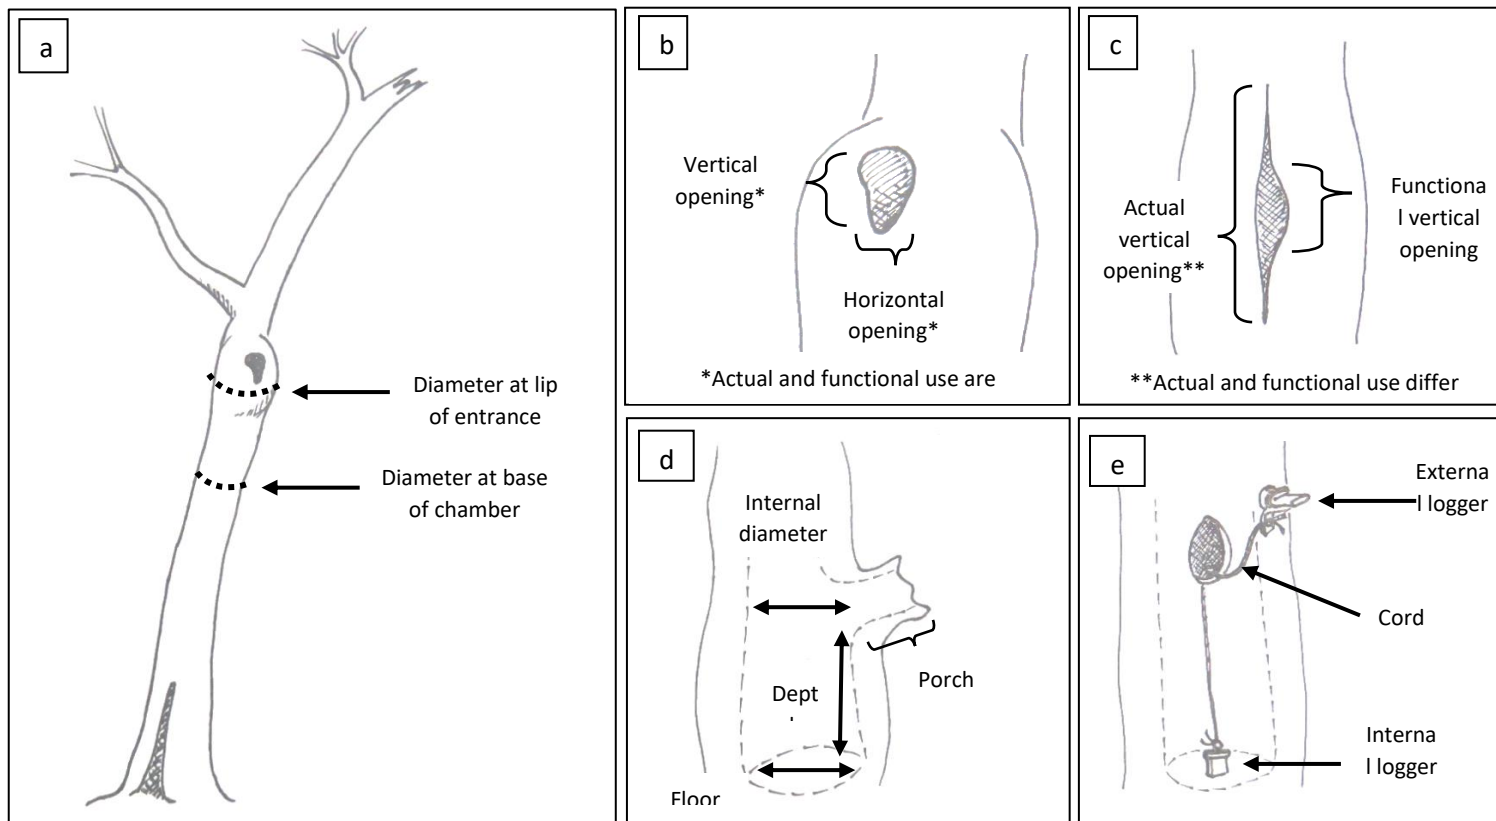 a
Diameter at lip
of entrance
Diameter at base
of chamber
b
Vertical
opening*
Horizontal
opening*
*Actual and functional use are
c
Actual
vertical
opening**
Functiona
l vertical
opening
**Actual and functional use differ
d
Internal
diameter
Dept
Porch
Floor
e
Externa
l logger
Cord
Interna
l logger